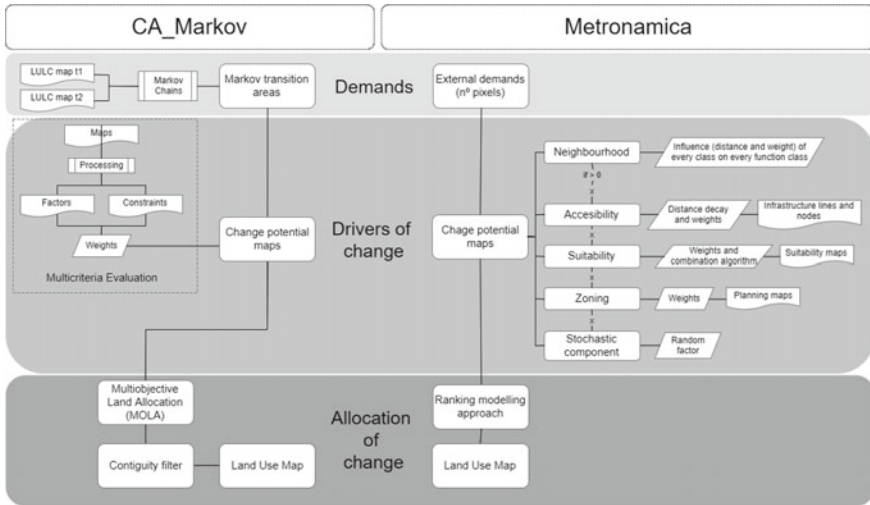 CA_Markov
Metronamica
LULC map t1
LULC map t2
Markov
Chains
Markov transition
areas
Demands
External demands
(nº pixels)
Maps
Processing
Factors
Constraints
Weights
Multicriteria Evaluation
Change potential
maps
Drivers of
change
Chage potential
maps
Neighbourhood
Influence (distance and weight) of
every class on every function class
if > 0
x
Accesibility
Distance decay
and weights
Infrastructure lines and
nodes
x
Suitability
Weights and
combination algorithm
Suitability maps
x
Zoning
Weights
Planning maps
x
Stochastic
component
Random
factor
Multiobjective
Land Allocation
(MOLA)
Contiguity filter
Land Use Map
Allocation
of
change
Ranking modelling
approach
Land Use Map